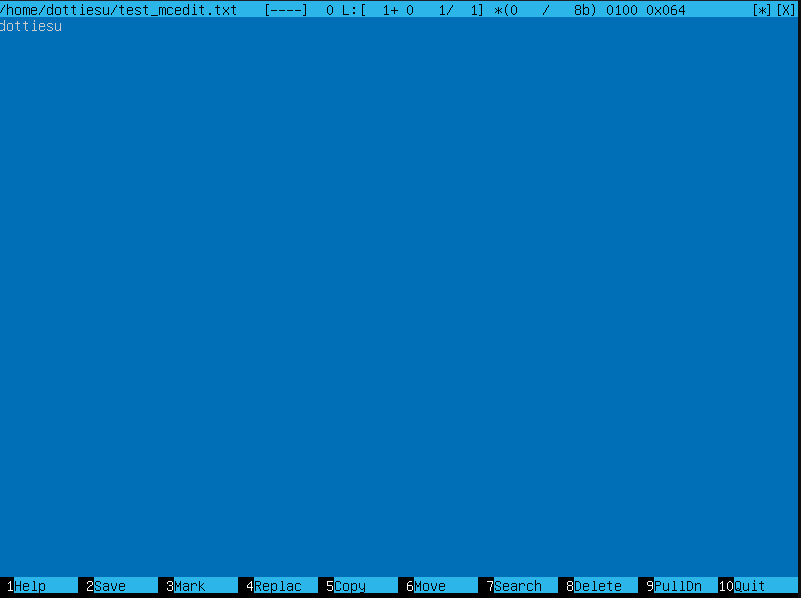 /home/dottiesu/test_mcedit.txt [----] 0 L:[ 1+ 0 1/ 1] *(0 / 8b) 0100 0x064 [*][X]
dottiesu
1Help 2Save 3Mark 4Replac 5Copy 6Move 7Search 8Delete 9PullDn 10Quit